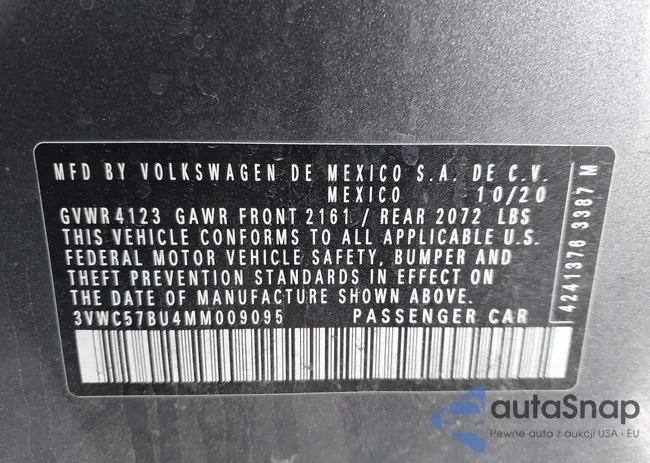 MFD BY VOLKSWAGEN DE MEXICO S.A. DE C.V.
MEXICO 10/20
GVWR 4123 GAWR FRONT 2161 / REAR 2072 LBS
THIS VEHICLE CONFORMS TO ALL APPLICABLE U.S.
FEDERAL MOTOR VEHICLE SAFETY, BUMPER AND
THEFT PREVENTION STANDARDS IN EFFECT ON
THE DATE OF MANUFACTURE SHOWN ABOVE.
3VWC57BU4MM009095 PASSENGER CAR
4241376 3387 M
autoSnap
Pewne auta z aukcji USA i EU